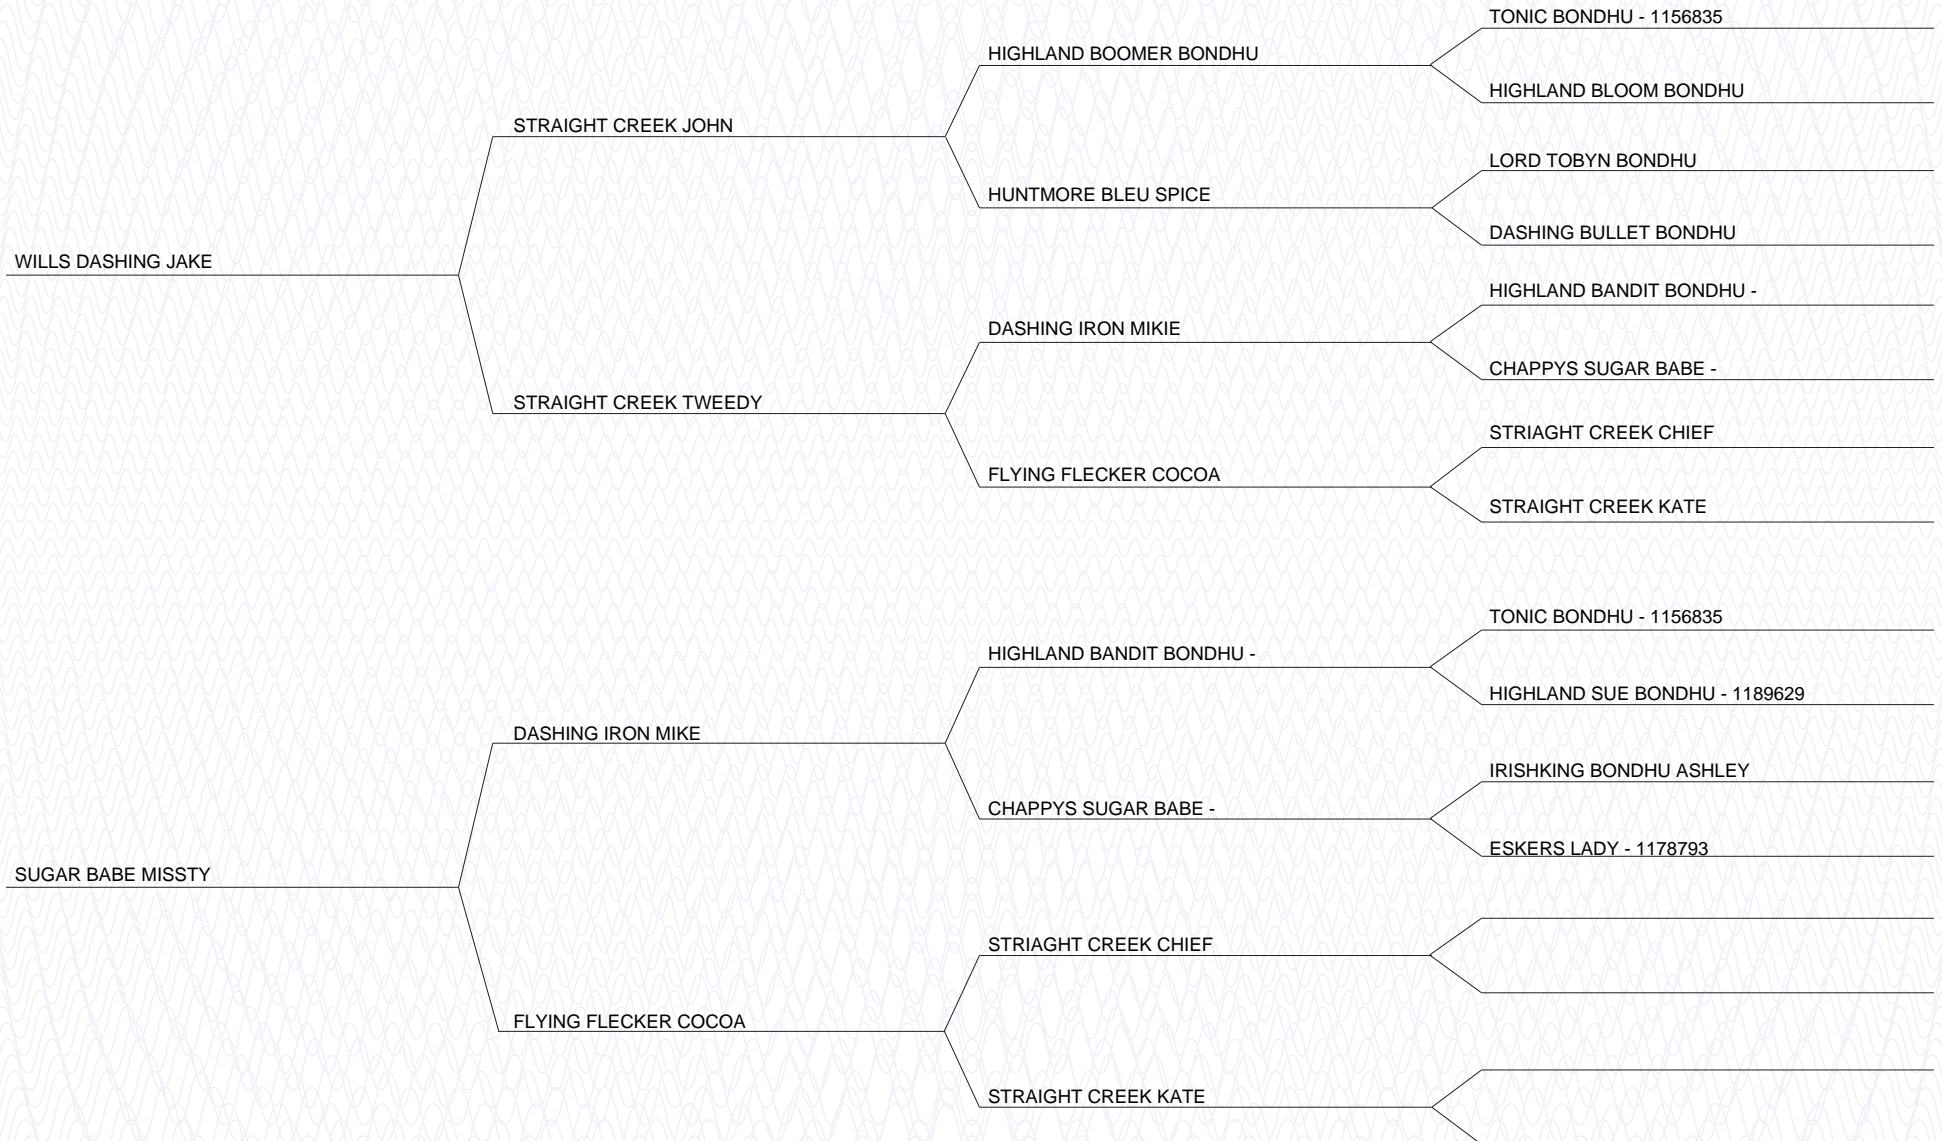 TONIC BONDHU - 1156835
HIGHLAND BOOMER BONDHU
HIGHLAND BLOOM BONDHU
STRAIGHT CREEK JOHN
LORD TOBYN BONDHU
HUNTMORE BLEU SPICE
DASHING BULLET BONDHU
WILLS DASHING JAKE
HIGHLAND BANDIT BONDHU -
DASHING IRON MIKIE
CHAPPYS SUGAR BABE -
STRAIGHT CREEK TWEEDY
STRIAGHT CREEK CHIEF
FLYING FLECKER COCOA
STRAIGHT CREEK KATE
TONIC BONDHU - 1156835
HIGHLAND BANDIT BONDHU -
HIGHLAND SUE BONDHU - 1189629
DASHING IRON MIKE
IRISHKING BONDHU ASHLEY
CHAPPYS SUGAR BABE -
ESKERS LADY - 1178793
SUGAR BABE MISSTY
STRIAGHT CREEK CHIEF
FLYING FLECKER COCOA
STRAIGHT CREEK KATE